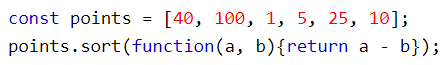 const points = [40, 100, 1, 5, 25, 10];
points.sort(function(a, b){return a - b});